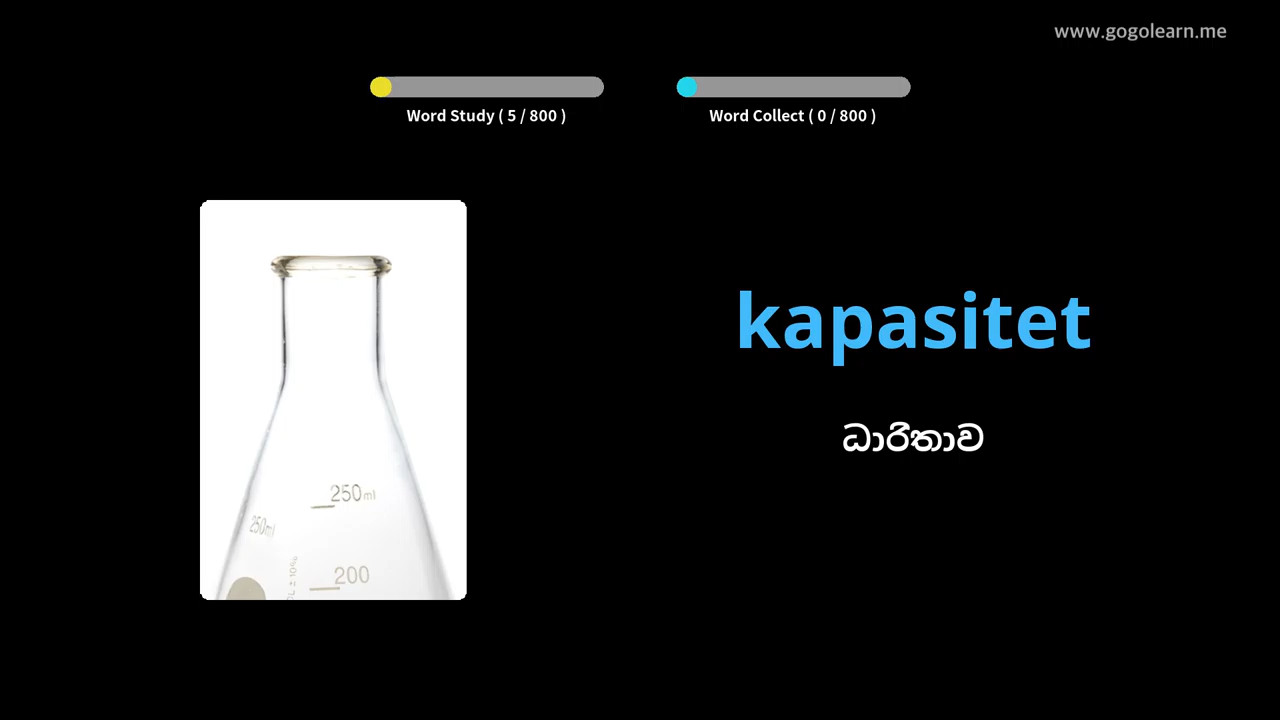 www.gogolearn.me
Word Study ( 5 / 800 )
Word Collect ( 0 / 800 )
kapasitet
ධාරිතාව
250ml
250ml
200